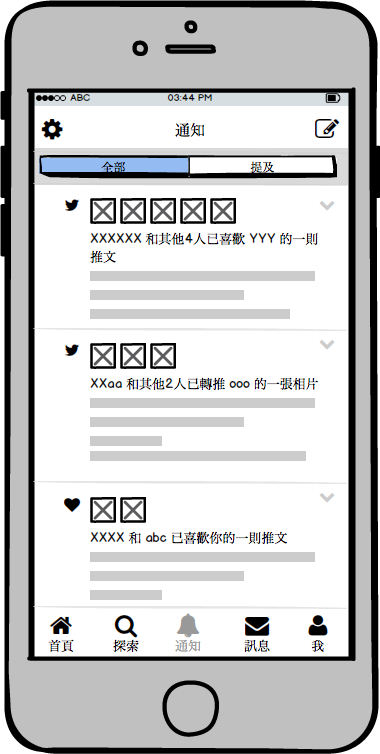 ABC 03:44 PM
通知
全部 提及
XXXXXX 和其他4人已喜歡 YYY 的一則
推文
XXaa 和其他2人已轉推 ooo 的一張相片
XXXX 和 abc 已喜歡你的一則推文
首頁 探索 通知 訊息 我